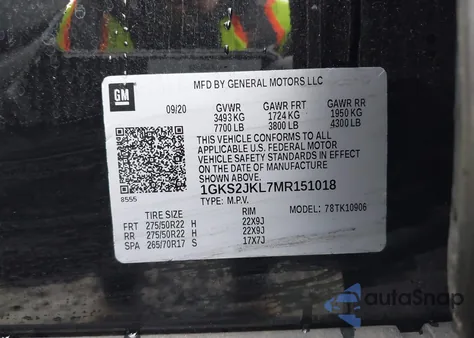 MFD BY GENERAL MOTORS LLC
GM
09/20 GVWR GAWR FRT GAWR RR
3493 KG 1724 KG 1950 KG
7700 LB 3800 LB 4300 LB
THIS VEHICLE CONFORMS TO ALL
APPLICABLE U.S. FEDERAL MOTOR
VEHICLE SAFETY STANDARDS IN EFFECT
ON THE DATE OF MANUFACTURE
SHOWN ABOVE.
8555
1GKS2JKL7MR151018
TYPE: M.P.V. MODEL: 78TK10906
TIRE SIZE RIM
FRT 275/50R22 H 22X9J
RR 275/50R22 H 22X9J
SPA 265/70R17 S 17X7J
autoSnap